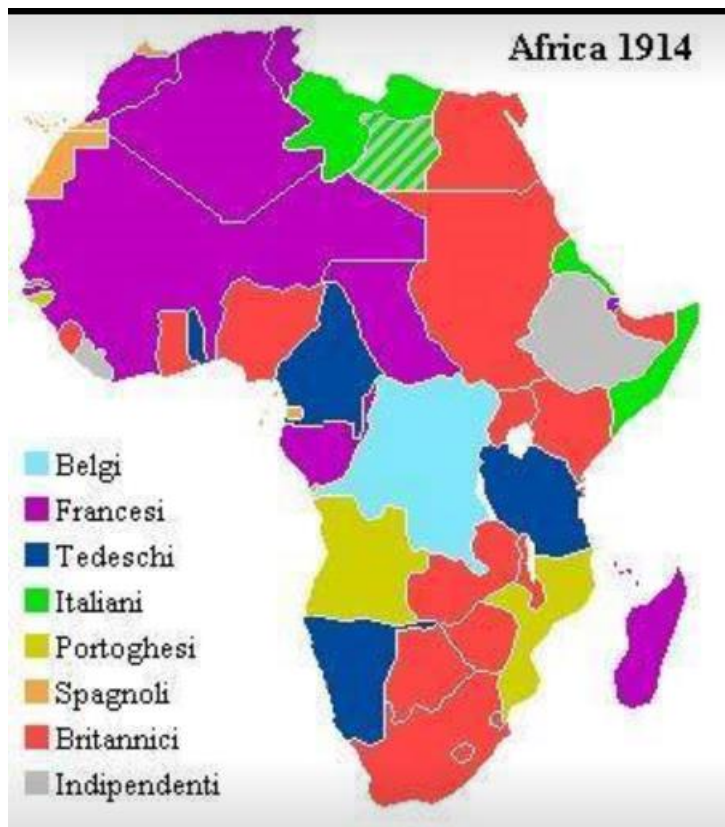 Africa 1914
Belgi
Francesi
Tedeschi
Italiani
Portoghesi
Spagnoli
Britannici
Indipendenti